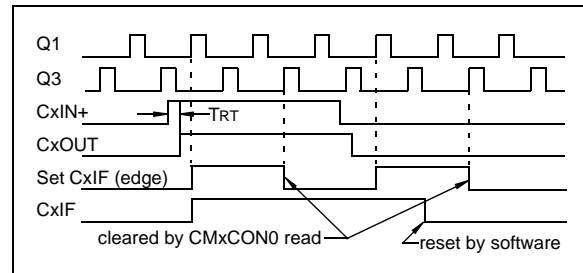 Q1
Q3
CxIN+
TRT
CxOUT
Set CxIF (edge)
CxIF
cleared by CMxCON0 read
reset by software